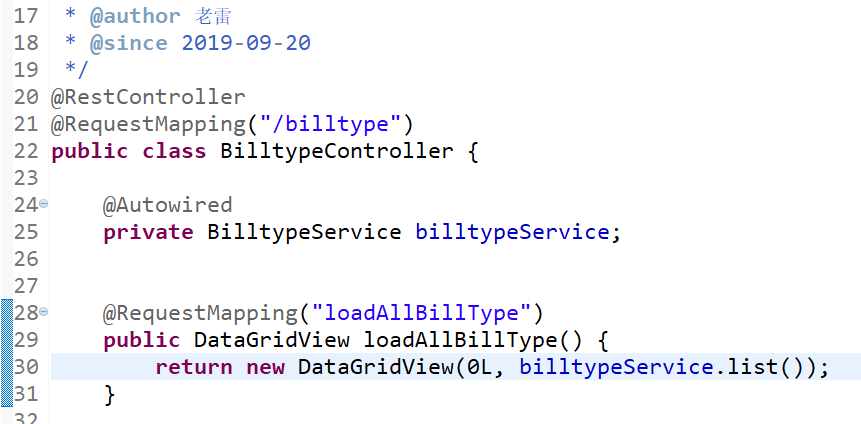 17  * @author 老雷
18  * @since 2019-09-20
19  */
20 @RestController
21 @RequestMapping("/billtype")
22 public class BilltypeController {
23
24     @Autowired
25     private BilltypeService billtypeService;
26
27
28     @RequestMapping("loadAllBillType")
29     public DataGridView loadAllBillType() {
30         return new DataGridView(0L, billtypeService.list());
31     }
32